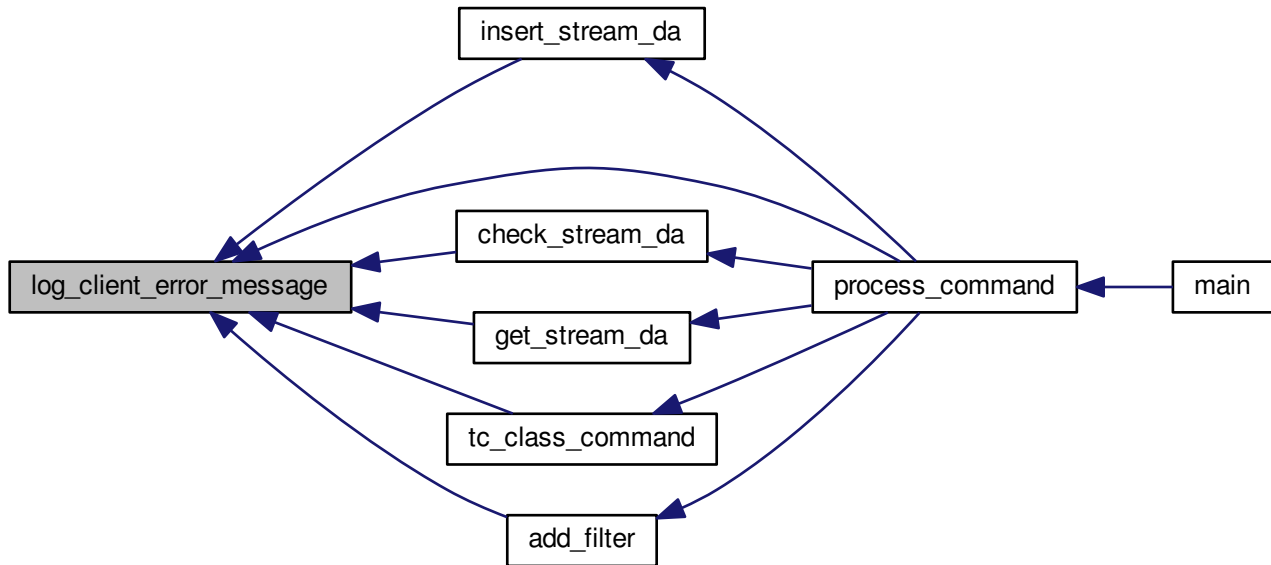 insert_stream_da
check_stream_da
log_client_error_message
process_command
main
get_stream_da
tc_class_command
add_filter